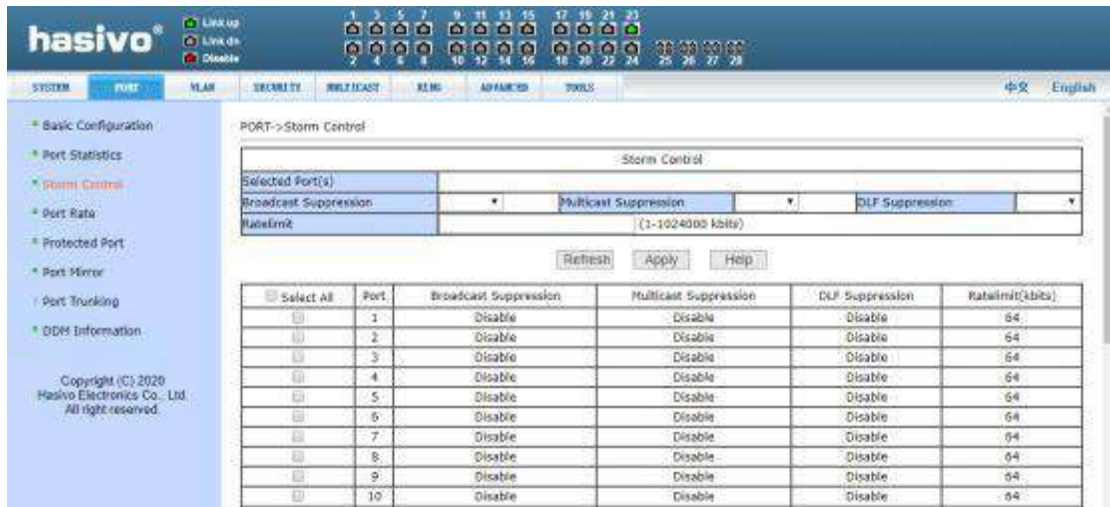 hasivo®
Link up
Link dn
Disable
1 3 5 7 9 11 13 15 17 19 21 23
2 4 6 8 10 12 14 16 18 20 22 24 25 26 27 28
SYSTEM PORT VLAN SECURITY MULTICAST RING ADVANCED TOOLS 中文 English
Basic Configuration
Port Statistics
Storm Control
Port Rate
Protected Port
Port Mirror
Port Trunking
DDM Information
Copyright (C) 2020
Hasivo Electronics Co., Ltd
All right reserved
PORT->Storm Control
Storm Control
Selected Port(s)
Broadcast Suppression Multicast Suppression DLF Suppression
Ratelimit (1-1024000 kbits)
Refresh Apply Help
Select All Port Broadcast Suppression Multicast Suppression DLF Suppression Ratelimit(kbits)
1 Disable Disable Disable 64
2 Disable Disable Disable 64
3 Disable Disable Disable 64
4 Disable Disable Disable 64
5 Disable Disable Disable 64
6 Disable Disable Disable 64
7 Disable Disable Disable 64
8 Disable Disable Disable 64
9 Disable Disable Disable 64
10 Disable Disable Disable 64